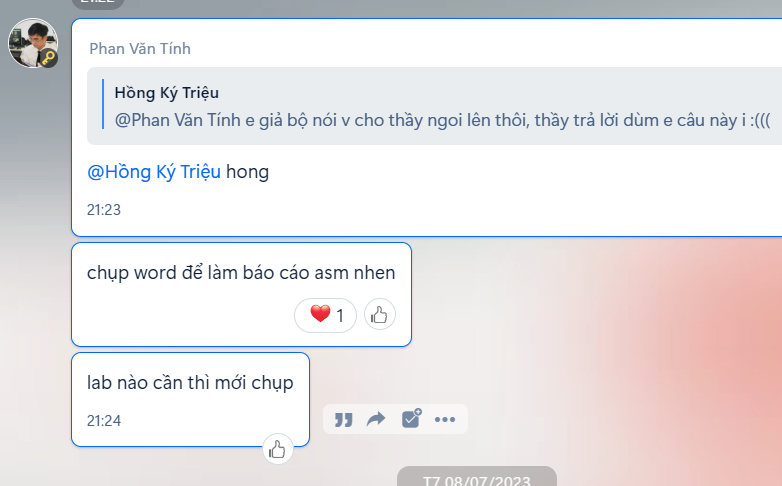 Phan Văn Tính
Hồng Ký Triệu
@Phan Văn Tính e giả bộ nói v cho thầy ngoi lên thôi, thầy trả lời dùm e câu này i :(((
@Hồng Ký Triệu hong
21:23
chụp word để làm báo cáo asm nhen
1
lab nào cần thì mới chụp
21:24
T7 08/07/2023